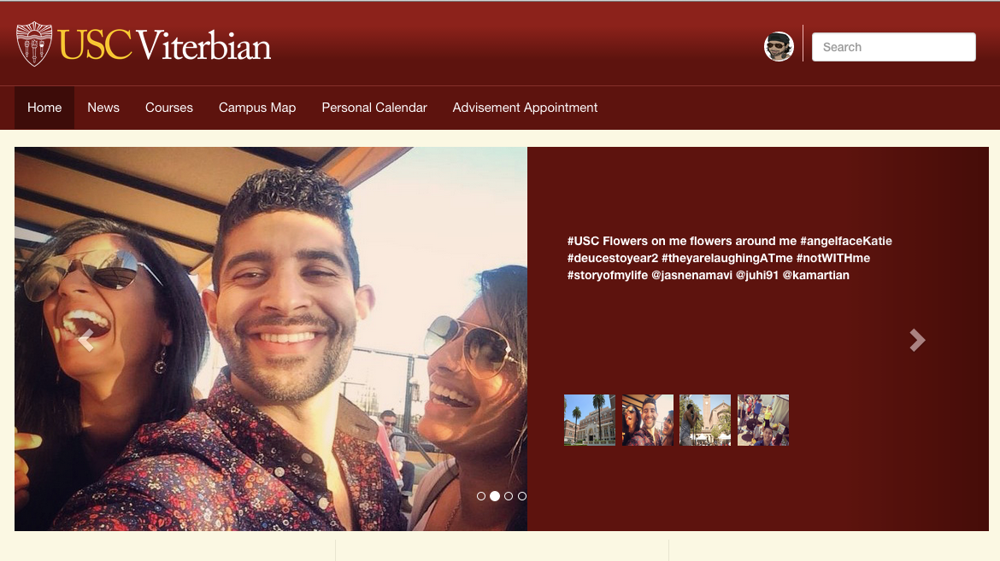 USC Viterbian
Search
Home News Courses Campus Map Personal Calendar Advisement Appointment
#USC Flowers on me flowers around me #angelfaceKatie
#deucestoyear2 #theyarelaughingATme #notWITHme
#storyofmylife @jasnenamavi @juhi91 @kamartian